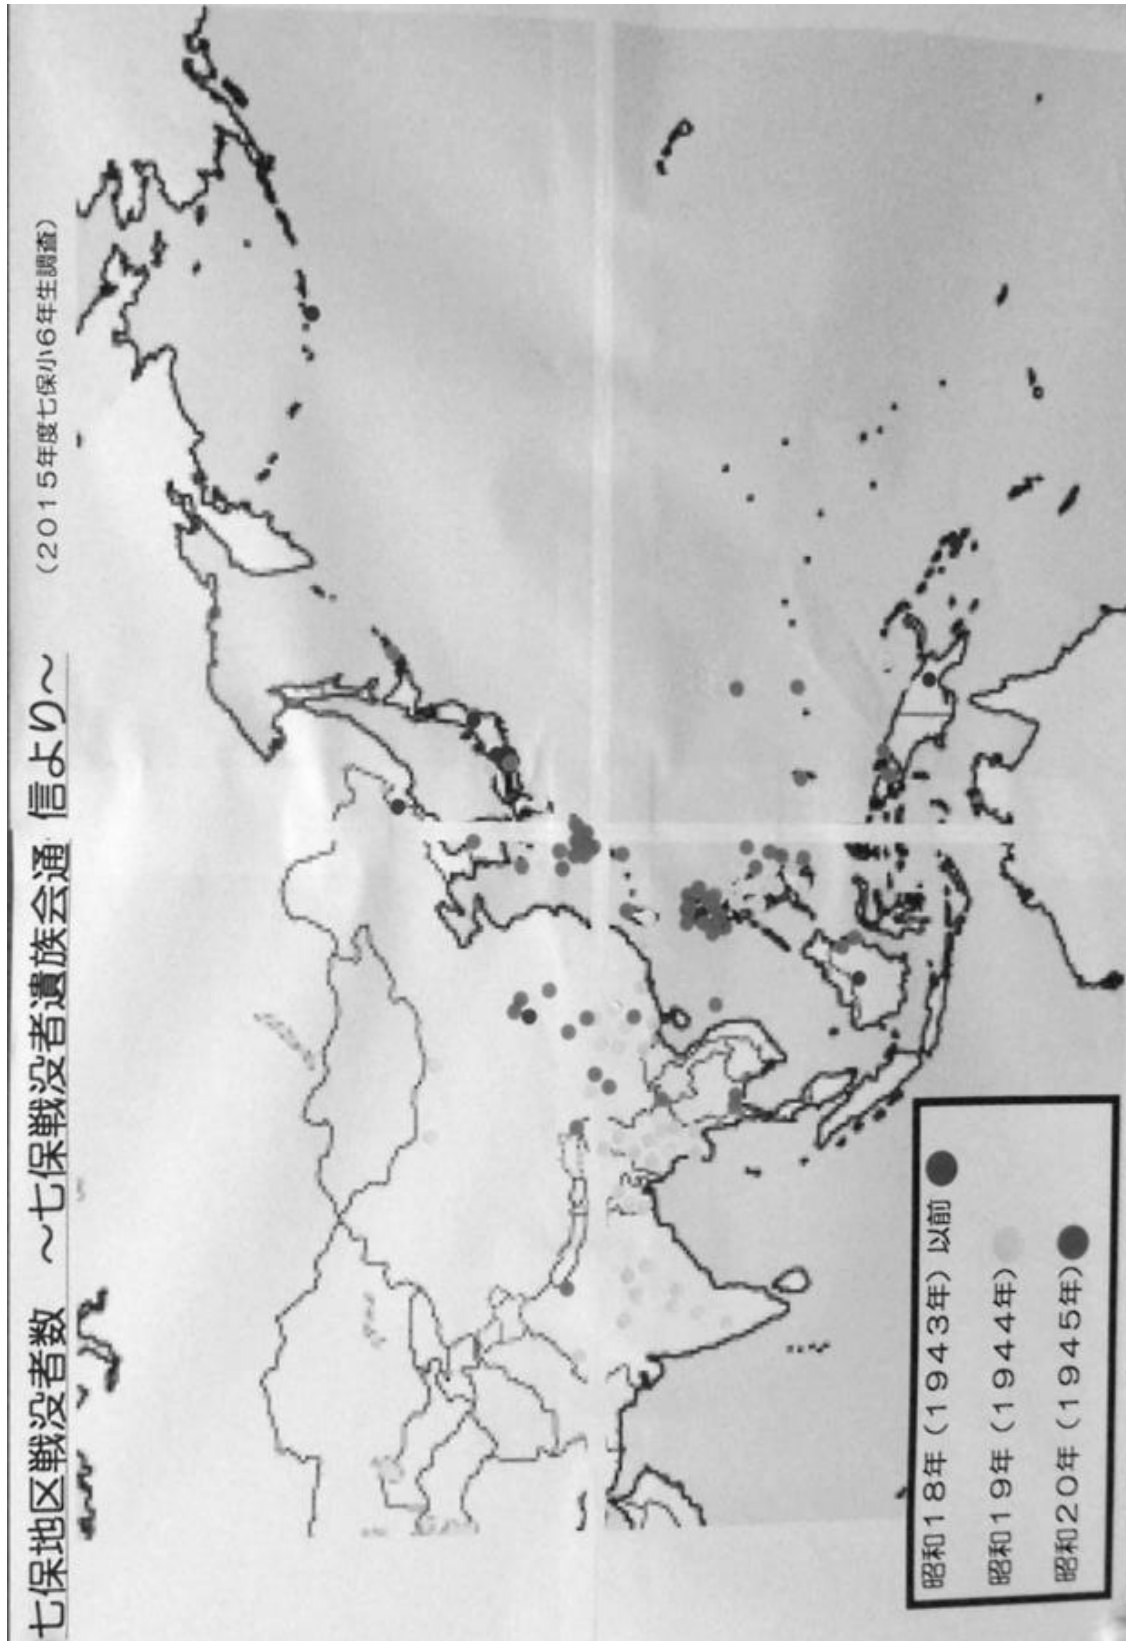 七保地区戦没者数　～七保戦没者遺族会通 信より～
（２０１５年度七保小６年生調査）
昭和１８年（１９４３年）以前
昭和１９年（１９４４年）
昭和２０年（１９４５年）